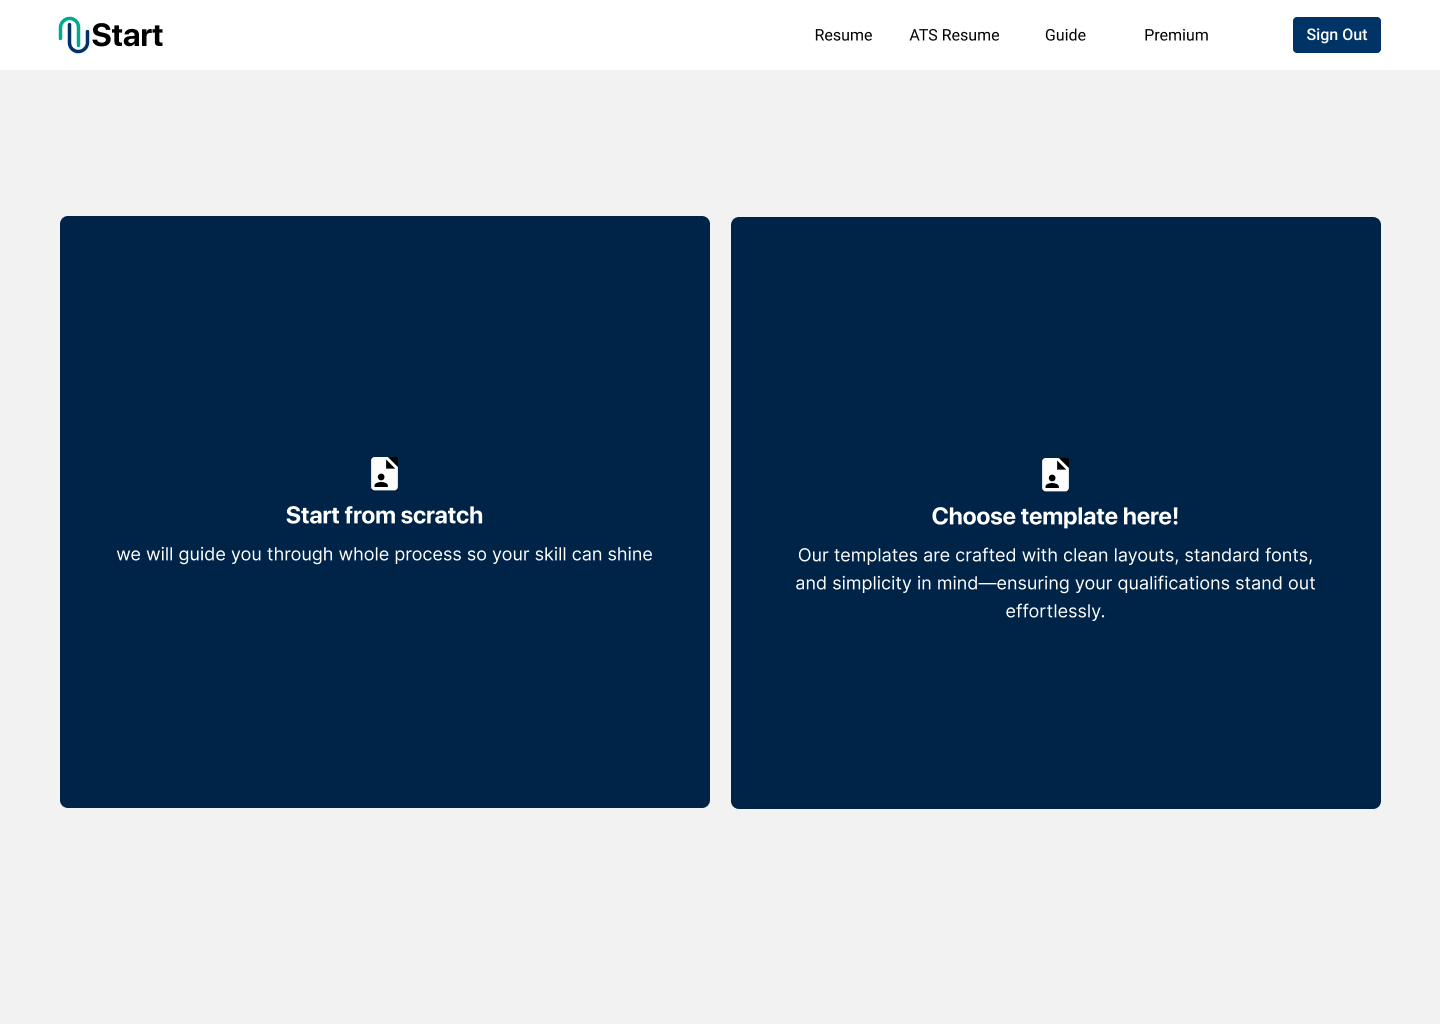 Start
Resume
ATS Resume
Guide
Premium
Sign Out
Start from scratch
we will guide you through whole process so your skill can shine
Choose template here!
Our templates are crafted with clean layouts, standard fonts,
and simplicity in mind—ensuring your qualifications stand out
effortlessly.